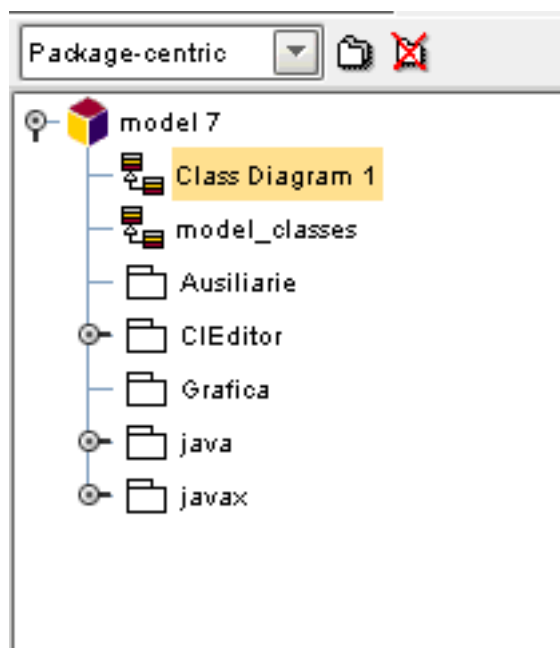 Package-centric
model 7
Class Diagram 1
model_classes
Ausiliarie
CIEditor
Grafica
java
javax